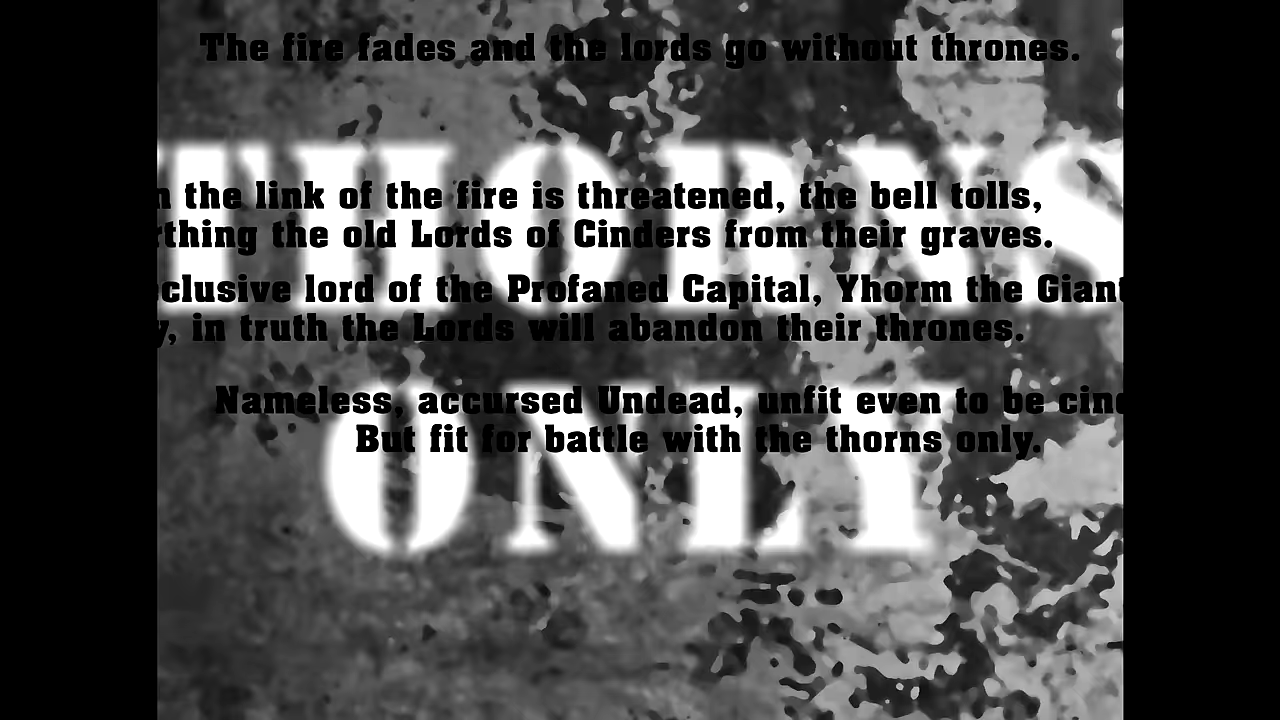 The fire fades and the lords go without thrones.
THORNS
the link of the fire is threatened, the bell tolls,
the old Lords of Cinders from their graves.
lord of the Profaned Capital, Yhorm the Giant
in truth the Lords will abandon their thrones.
Nameless, accursed Undead, unfit even to be
But fit for battle with the thorns only.
ONLY